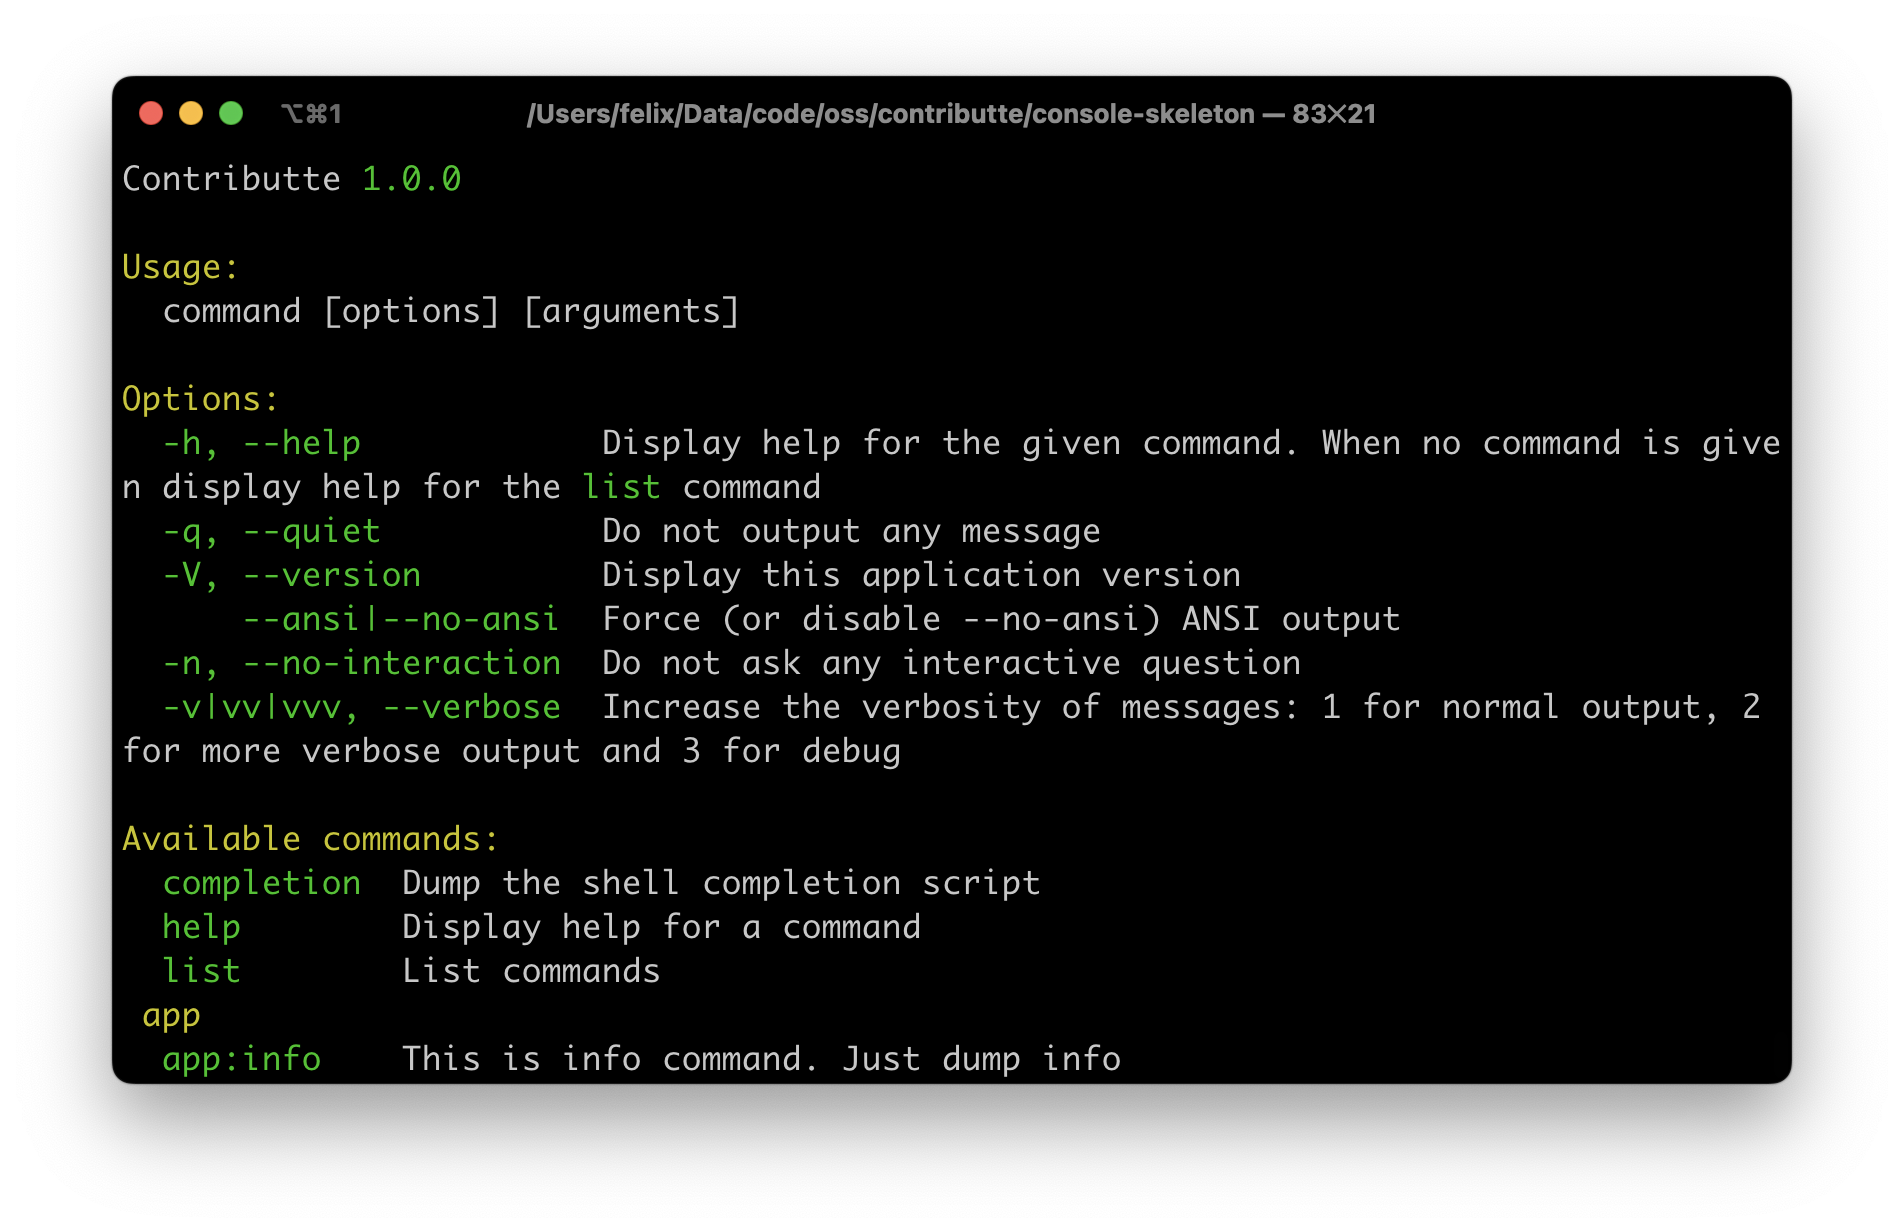 ⌥⌘1 /Users/felix/Data/code/oss/contributte/console-skeleton — 83✕21
Contributte 1.0.0
Usage:
  command [options] [arguments]
Options:
  -h, --help            Display help for the given command. When no command is give
n display help for the list command
  -q, --quiet           Do not output any message
  -V, --version         Display this application version
      --ansi|--no-ansi  Force (or disable --no-ansi) ANSI output
  -n, --no-interaction  Do not ask any interactive question
  -v|vv|vvv, --verbose  Increase the verbosity of messages: 1 for normal output, 2
for more verbose output and 3 for debug
Available commands:
  completion  Dump the shell completion script
  help        Display help for a command
  list        List commands
 app
  app:info    This is info command. Just dump info